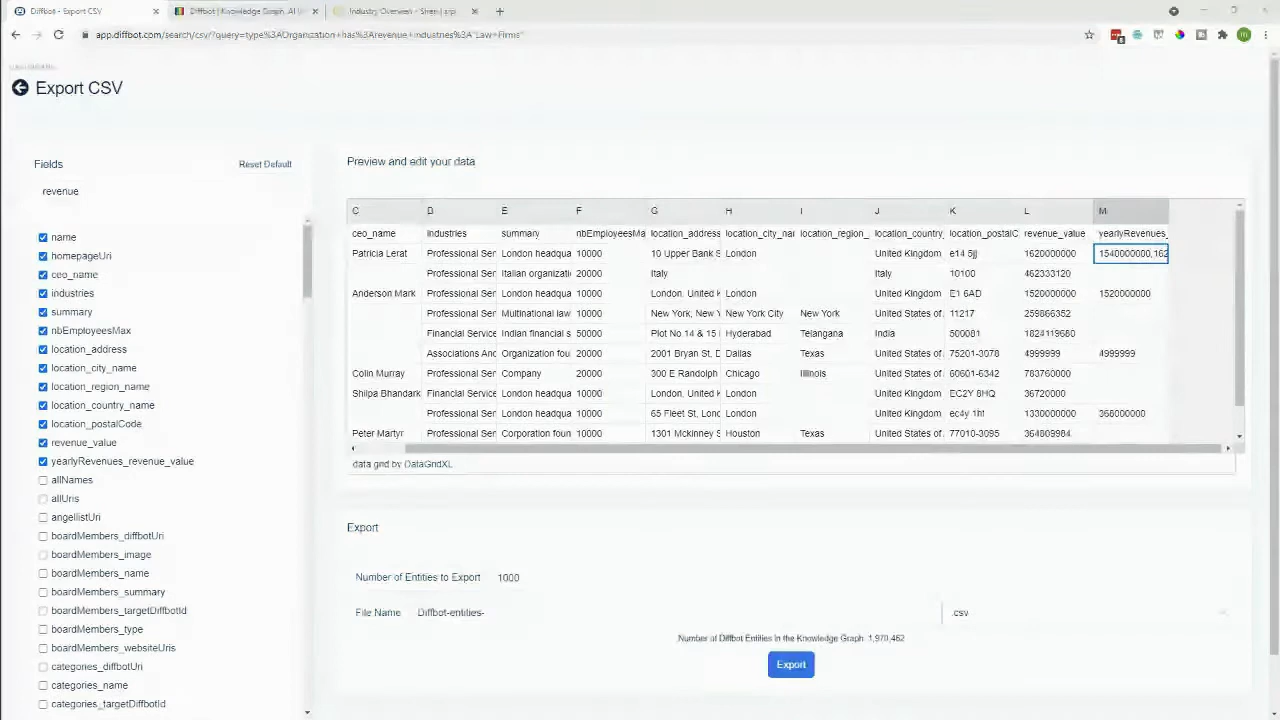 Diffbot - Export CSV
Diffbot | Knowledge Graph, AI
Industry Overview - Siren
app.diffbot.com/search/csv/?query=type%3AOrganization+has%3Arevenue+industries%3A"Law+Firms"
Export CSV
Fields Reset Default
revenue
name
homepageUri
ceo_name
industries
summary
nbEmployeesMax
location_address
location_city_name
location_region_name
location_country_name
location_postalCode
revenue_value
yearlyRevenues_revenue_value
allNames
allUris
angellistUri
boardMembers_diffbotUri
boardMembers_image
boardMembers_name
boardMembers_summary
boardMembers_targetDiffbotId
boardMembers_type
boardMembers_websiteUris
categories_diffbotUri
categories_name
categories_targetDiffbotId
Preview and edit your data
C D E F G H I J K L M
ceo_name industries summary nbEmployeesMa location_address location_city_nam location_region_ location_country_ location_postalC revenue_value yearlyRevenues_
Patricia Lerat Professional Ser London headqua 10000 10 Upper Bank S London United Kingdom e14 5jj 1620000000 1540000000,162
Professional Ser Italian organizati 20000 Italy Italy 10100 462333120
Anderson Mark Professional Ser London headqua 10000 London, United K London United Kingdom E1 6AD 1520000000 1520000000
Professional Ser Multinational law 10000 New York, New Y New York City New York United States of 11217 259866352
Financial Service Indian financial s 50000 Plot No 14 & 15 Hyderabad Telangana India 500081 1824119680
Associations And Organization fou 20000 2001 Bryan St, D Dallas Texas United States of 75201-3078 4999999 4999999
Colin Murray Professional Ser Company 20000 300 E Randolph Chicago Illinois United States of 60601-6342 783760000
Shilpa Bhandark Financial Service London headqua 10000 London, United K London United Kingdom EC2Y 8HQ 36720000
Professional Ser London headqua 10000 65 Fleet St, Lond London United Kingdom ec4y 1ht 1330000000 368000000
Peter Martyr Professional Ser Corporation foun 10000 1301 Mckinney S Houston Texas United States of 77010-3095 364809984
data grid by DataGridXL
Export
Number of Entities to Export 1000
File Name Diffbot-entities- .csv
Number of Diffbot Entities in the Knowledge Graph: 1,970,462
Export